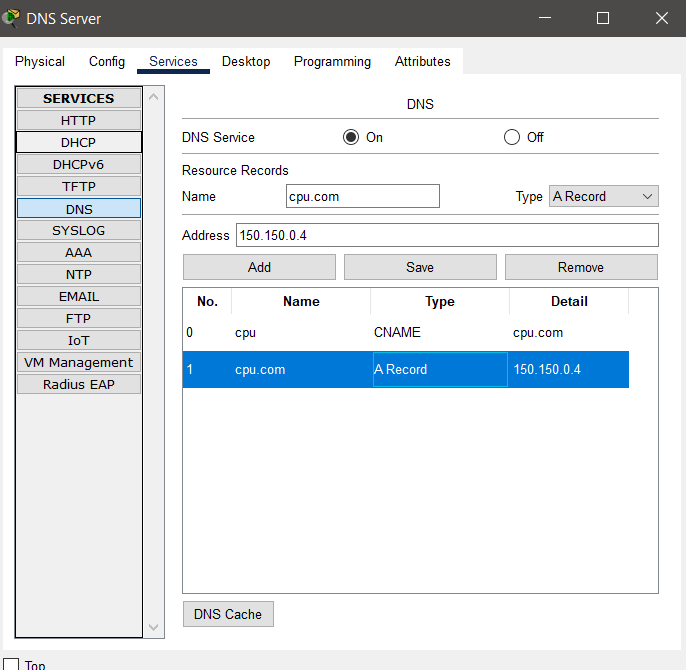 DNS Server
Physical Config Services Desktop Programming Attributes
SERVICES
HTTP
DHCP
DHCPv6
TFTP
DNS
SYSLOG
AAA
NTP
EMAIL
FTP
IoT
VM Management
Radius EAP
DNS
DNS Service On Off
Resource Records
Name cpu.com Type A Record
Address 150.150.0.4
Add Save Remove
No. Name Type Detail
0 cpu CNAME cpu.com
1 cpu.com A Record 150.150.0.4
DNS Cache
Top